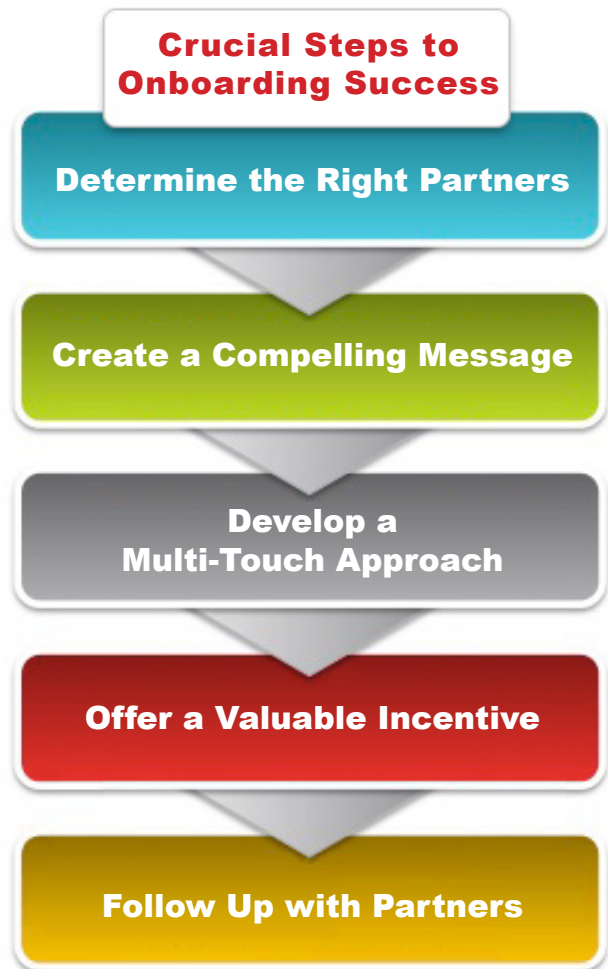 Crucial Steps to
Onboarding Success
Determine the Right Partners
Create a Compelling Message
Develop a
Multi-Touch Approach
Offer a Valuable Incentive
Follow Up with Partners